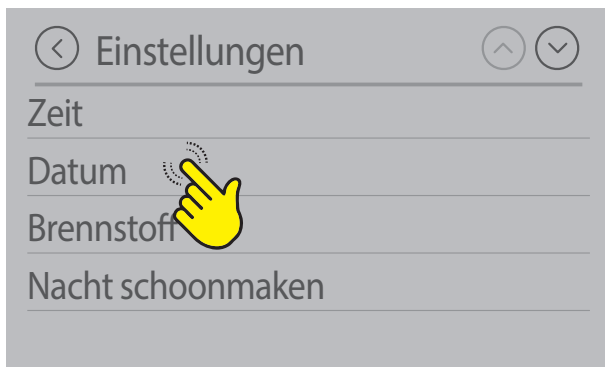 Einstellungen
Zeit
Datum
Brennstoff
Nacht schoonmaken